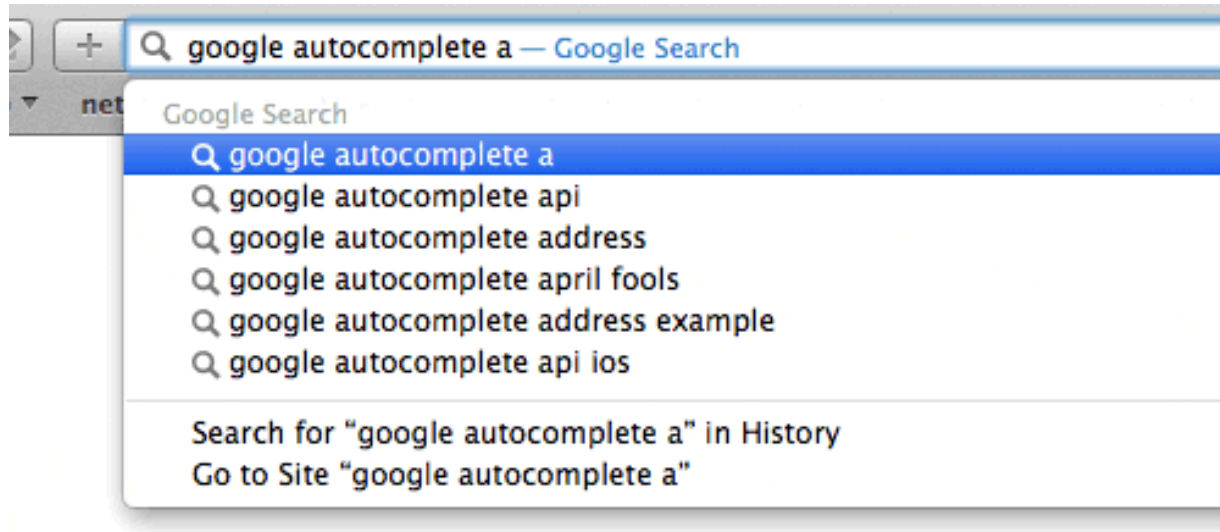 google autocomplete a — Google Search
net
Google Search
google autocomplete a
google autocomplete api
google autocomplete address
google autocomplete april fools
google autocomplete address example
google autocomplete api ios
Search for “google autocomplete a” in History
Go to Site “google autocomplete a”